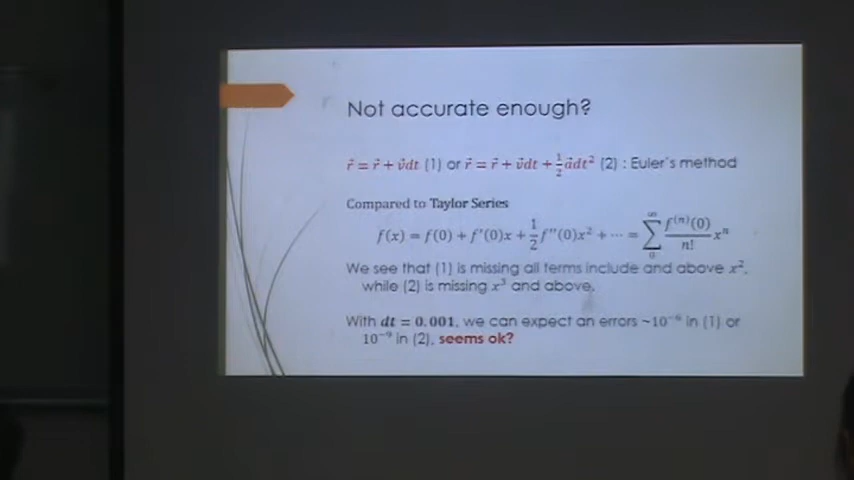 Not accurate enough?
r⃗ = r⃗ + v⃗dt (1) or r⃗ = r⃗ + v⃗dt + ½a⃗dt² (2) : Euler's method
Compared to Taylor Series
f(x) = f(0) + f′(0)x + ½f″(0)x² + ⋯ = ∑₀^∞ f⁽ⁿ⁾(0)/n! xⁿ
We see that (1) is missing all terms include and above x²,
while (2) is missing x³ and above.
With dt = 0.001, we can expect an errors ~10⁻⁶ in (1) or
10⁻⁹ in (2), seems ok?